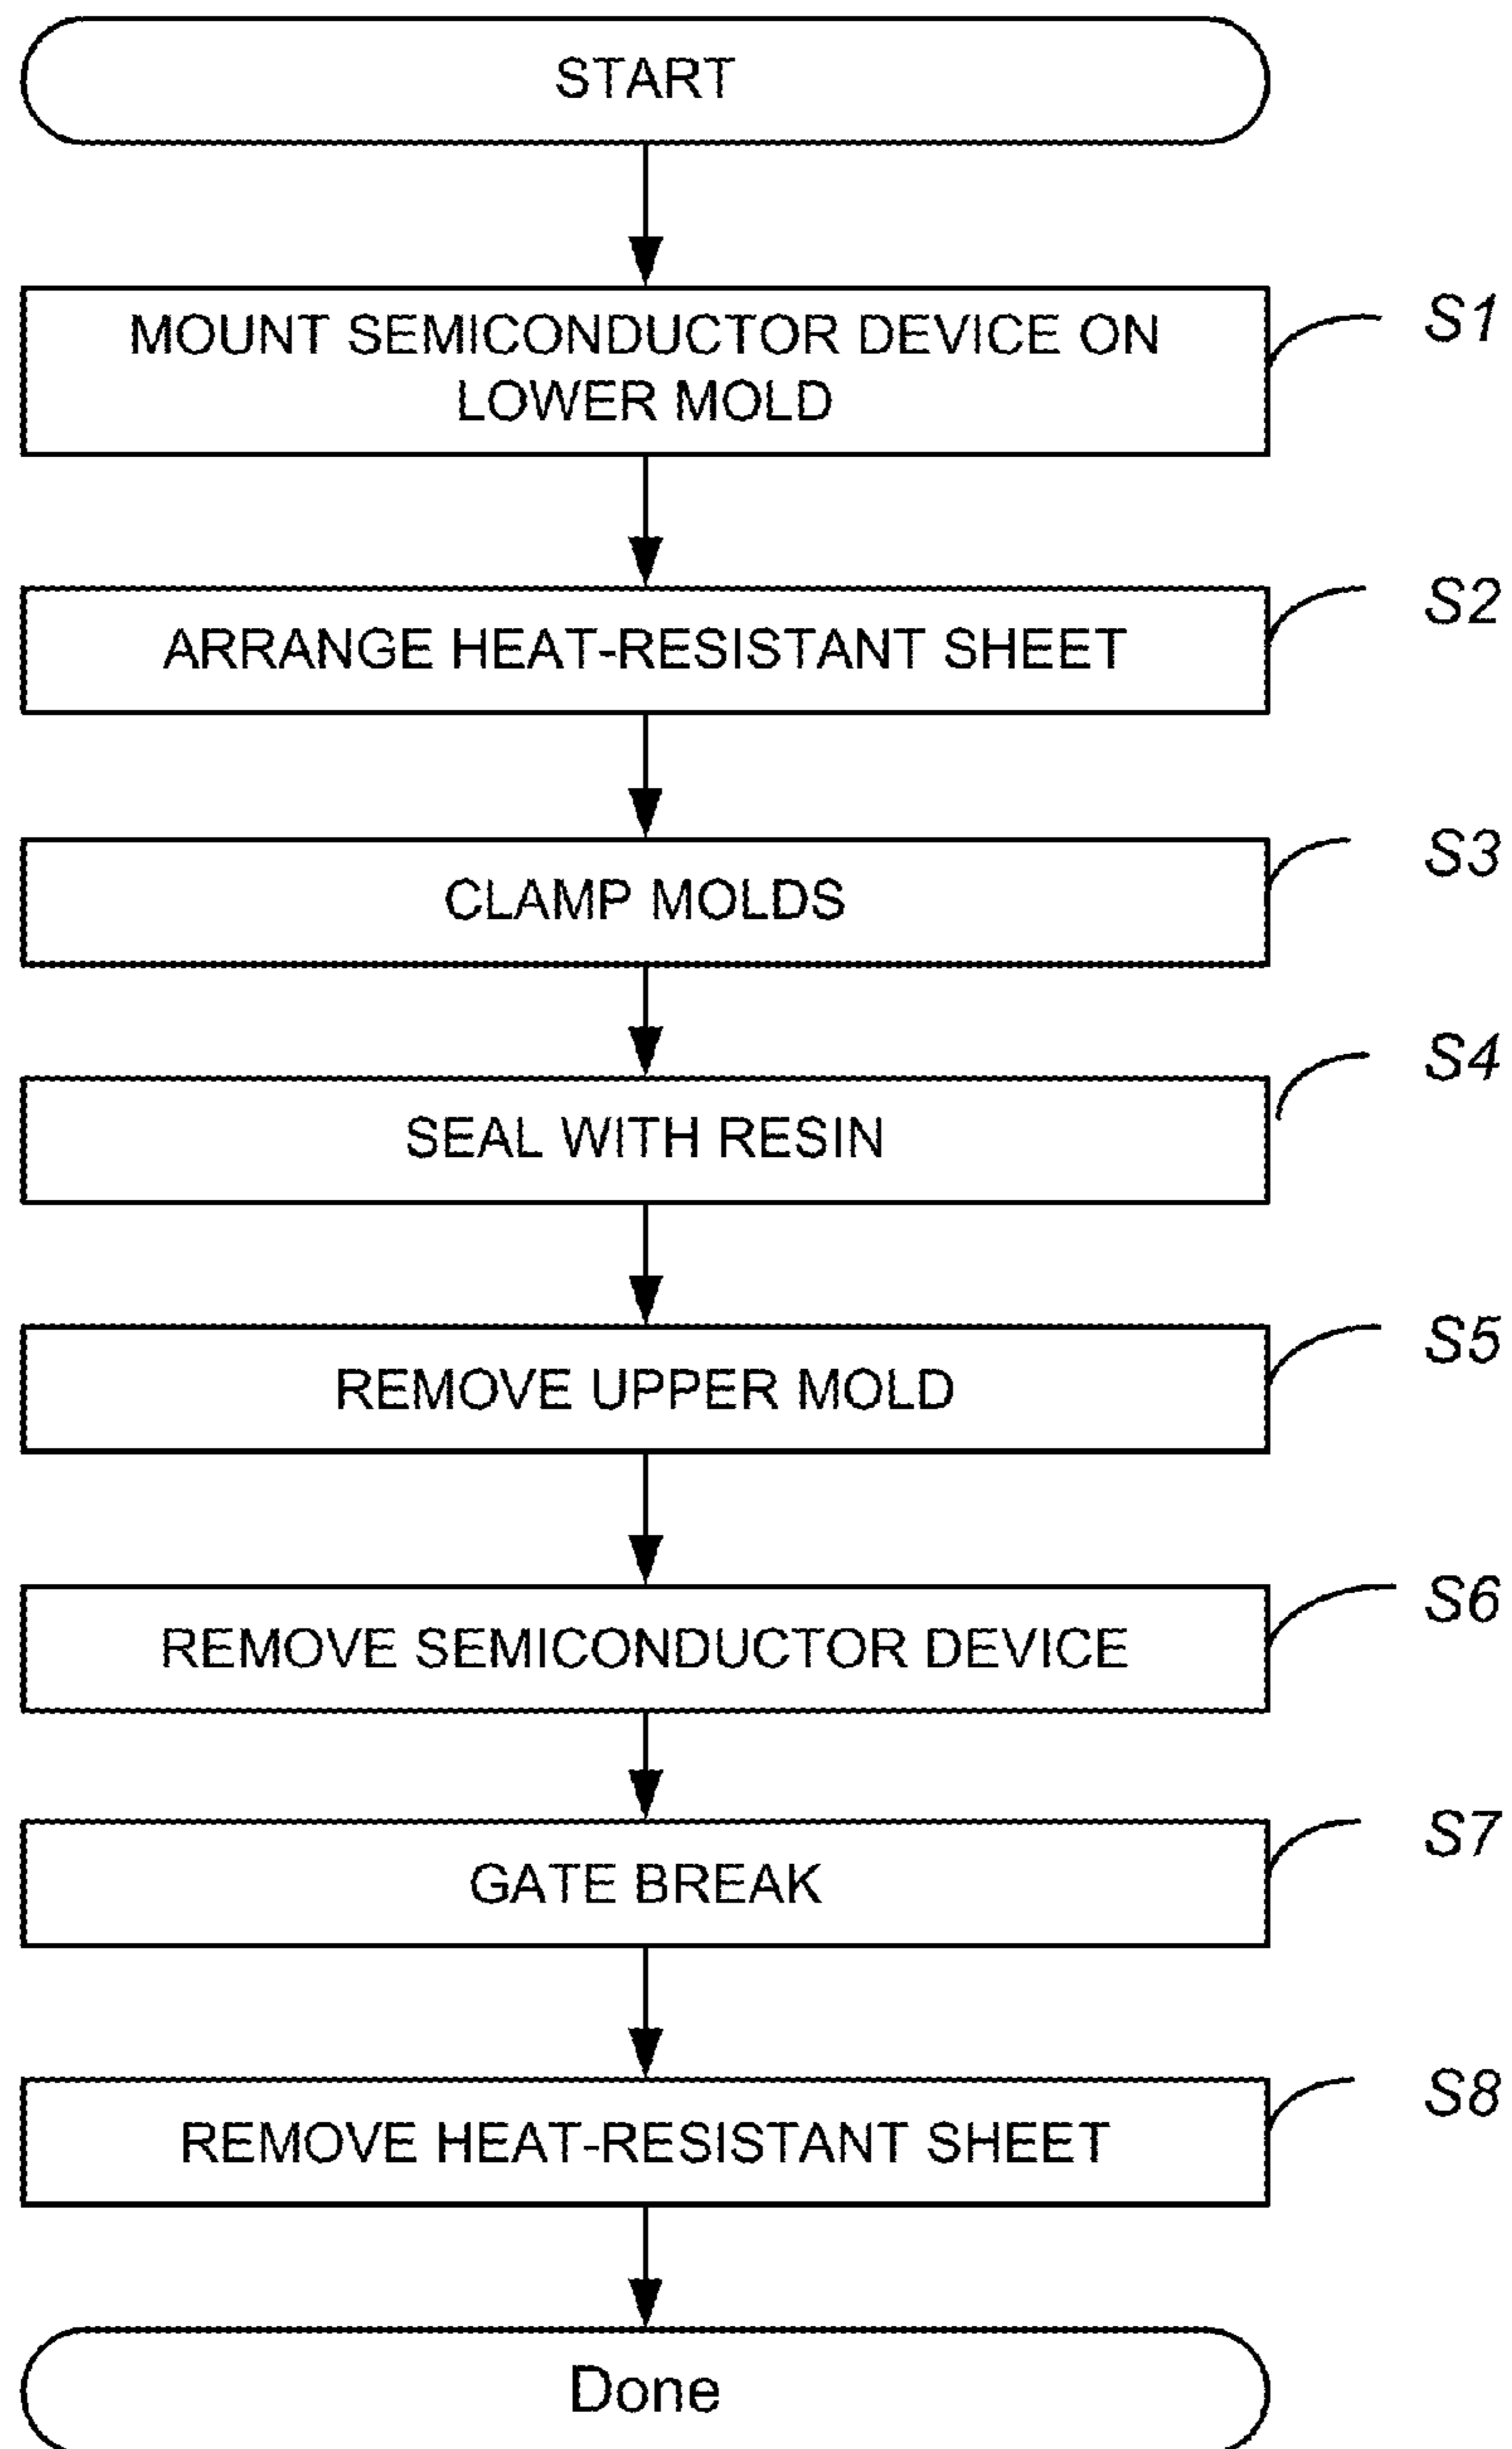 START
MOUNT SEMICONDUCTOR DEVICE ON
LOWER MOLD
S1
ARRANGE HEAT-RESISTANT SHEET
S2
CLAMP MOLDS
S3
SEAL WITH RESIN
S4
REMOVE UPPER MOLD
S5
REMOVE SEMICONDUCTOR DEVICE
S6
GATE BREAK
S7
REMOVE HEAT-RESISTANT SHEET
S8
Done